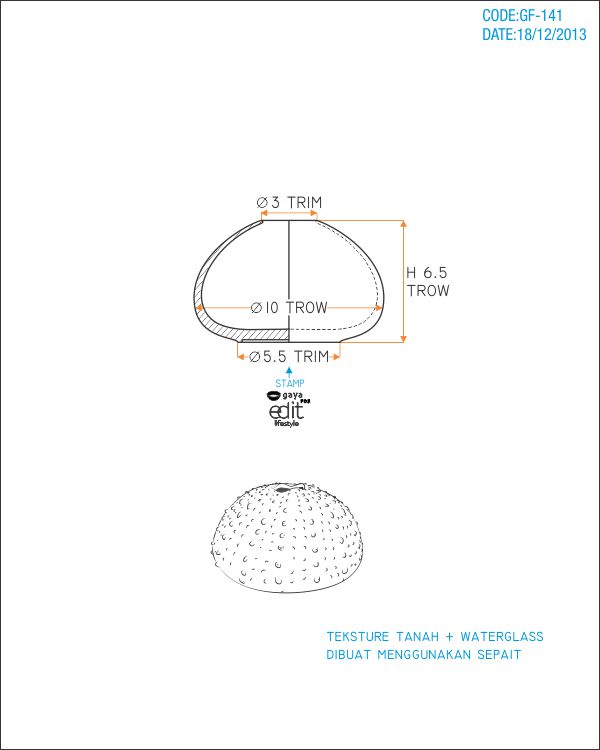 CODE:GF-141
DATE:18/12/2013
Ø3 TRIM
H 6.5
TROW
Ø10 TROW
Ø5.5 TRIM
STAMP
gaya
edit
lifestyle
TEKSTURE TANAH + WATERGLASS
DIBUAT MENGGUNAKAN SEPAIT